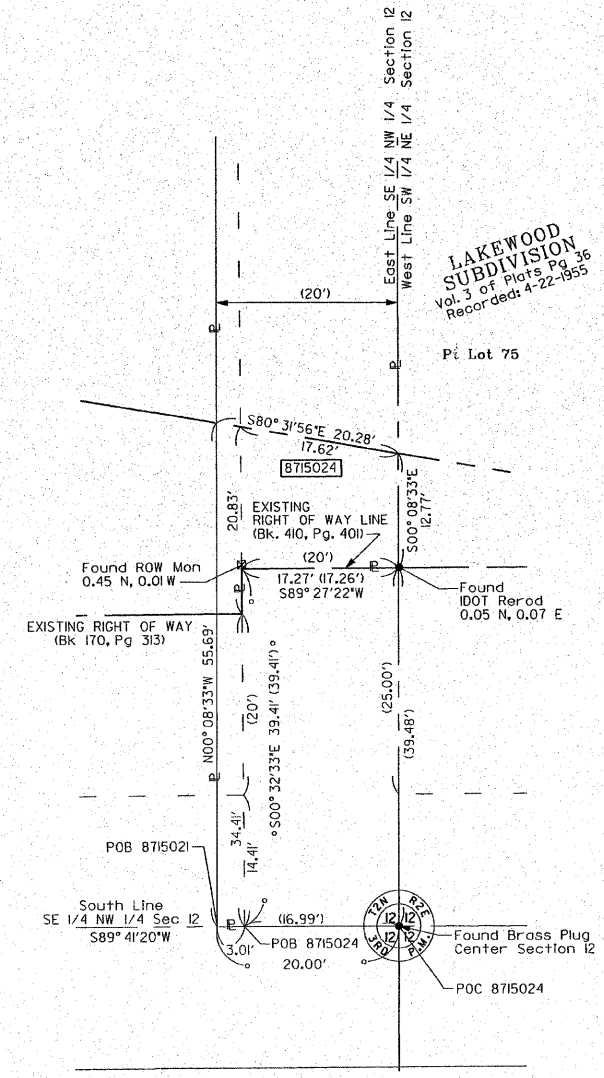 East Line SE 1/4 NW 1/4 Section 12
West Line SW 1/4 NE 1/4 Section 12
LAKEWOOD
SUBDIVISION
Vol. 3 of Plats Pg 36
Recorded: 4-22-1955
(20')
Pt Lot 75
S80° 31'56"E 20.28'
17.62'
8715024
20.83'
S00° 08'33"E
12.77'
EXISTING
RIGHT OF WAY LINE
(Bk. 410, Pg. 401)
Found ROW Mon
0.45 N, 0.01 W
(20')
17.27' (17.26')
S89° 27'22"W
Found
IDOT Rerod
0.05 N, 0.07 E
EXISTING RIGHT OF WAY
(Bk 170, Pg 313)
N00° 08'33"W 55.69'
(20')
S00° 32'33"E 39.41' (39.41')
(25.00')
(39.48')
34.41'
14.41'
POB 8715021
South Line
SE 1/4 NW 1/4 Sec 12
S89° 41'20"W
(16.99')
3.01'
POB 8715024
20.00'
T2N R2E
12 12
12 12
3RD P.M.
Found Brass Plug
Center Section 12
POC 8715024